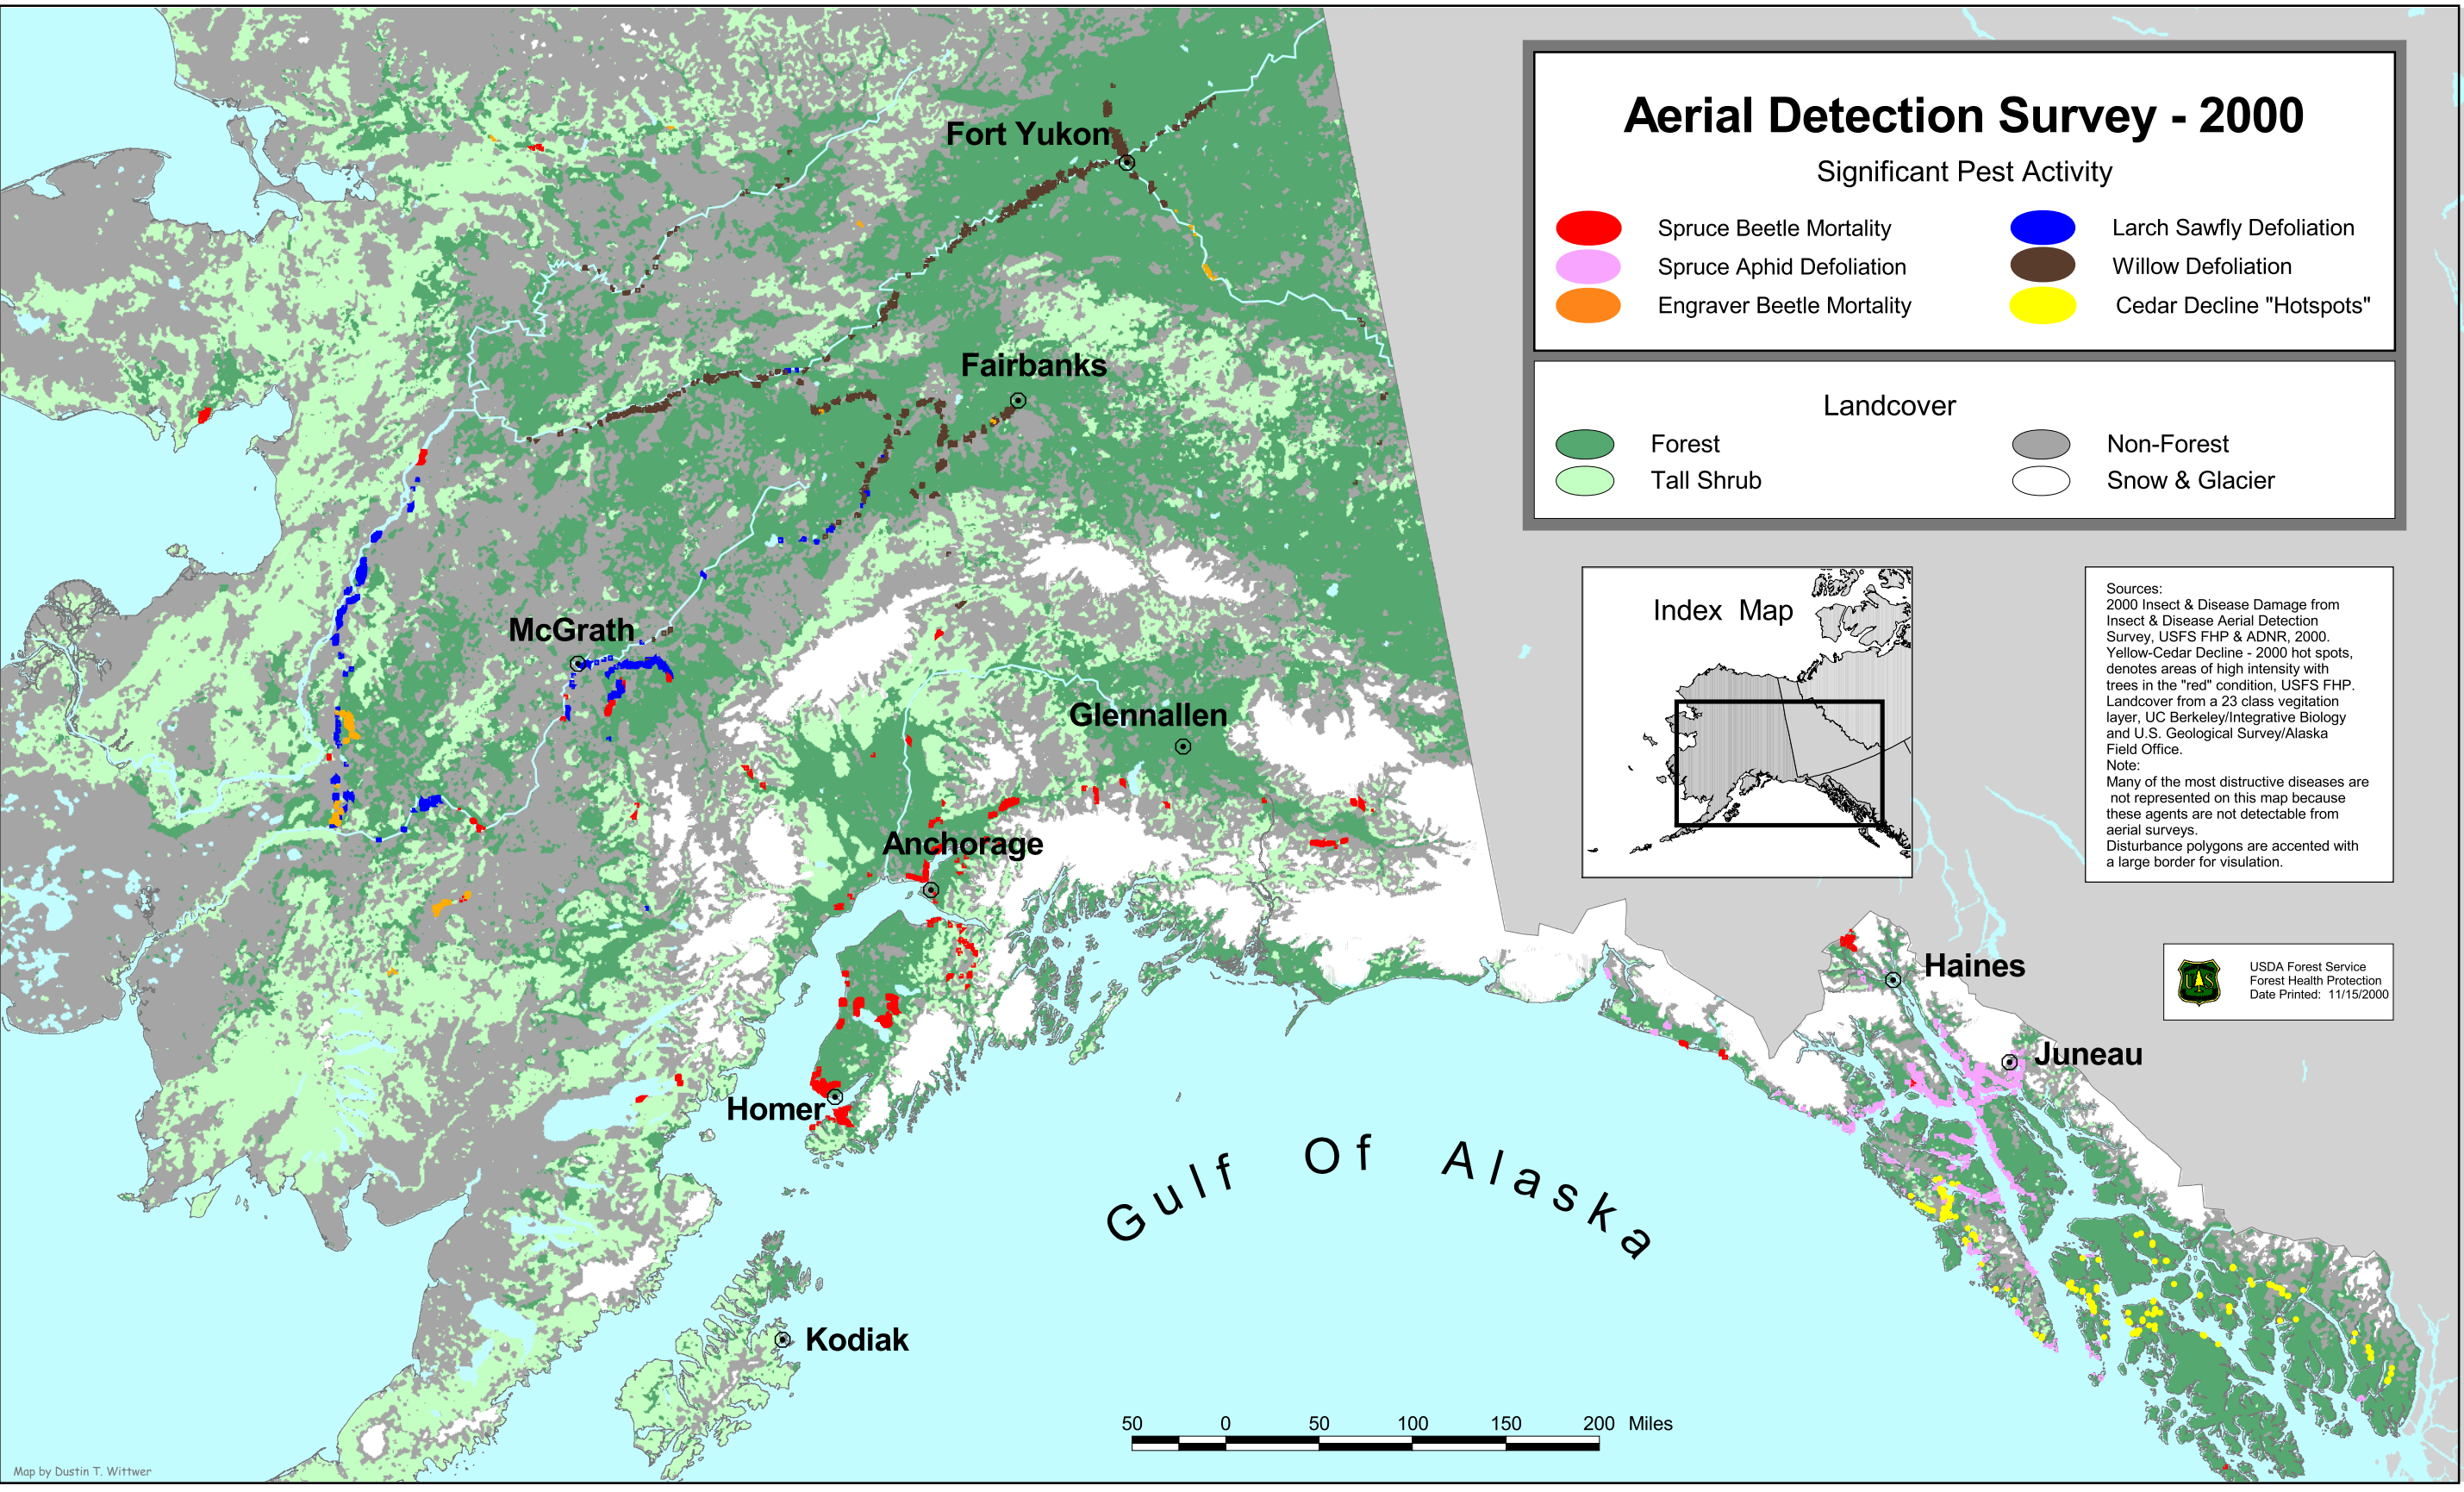 Aerial Detection Survey - 2000
Significant Pest Activity
Spruce Beetle Mortality
Larch Sawfly Defoliation
Spruce Aphid Defoliation
Willow Defoliation
Engraver Beetle Mortality
Cedar Decline "Hotspots"
Landcover
Forest
Non-Forest
Tall Shrub
Snow & Glacier
Index Map
Sources:
2000 Insect & Disease Damage from
Insect & Disease Aerial Detection
Survey, USFS FHP & ADNR, 2000.
Yellow-Cedar Decline - 2000 hot spots,
denotes areas of high intensity with
trees in the "red" condition, USFS FHP.
Landcover from a 23 class vegitation
layer, UC Berkeley/Integrative Biology
and U.S. Geological Survey/Alaska
Field Office.
Note:
Many of the most distructive diseases are
not represented on this map because
these agents are not detectable from
aerial surveys.
Disturbance polygons are accented with
a large border for visulation.
USDA Forest Service
Forest Health Protection
Date Printed: 11/15/2000
U S
Fort Yukon
Fairbanks
McGrath
Glennallen
Anchorage
Haines
Juneau
Homer
Gulf Of Alaska
Kodiak
50 0 50 100 150 200 Miles
Map by Dustin T. Wittwer